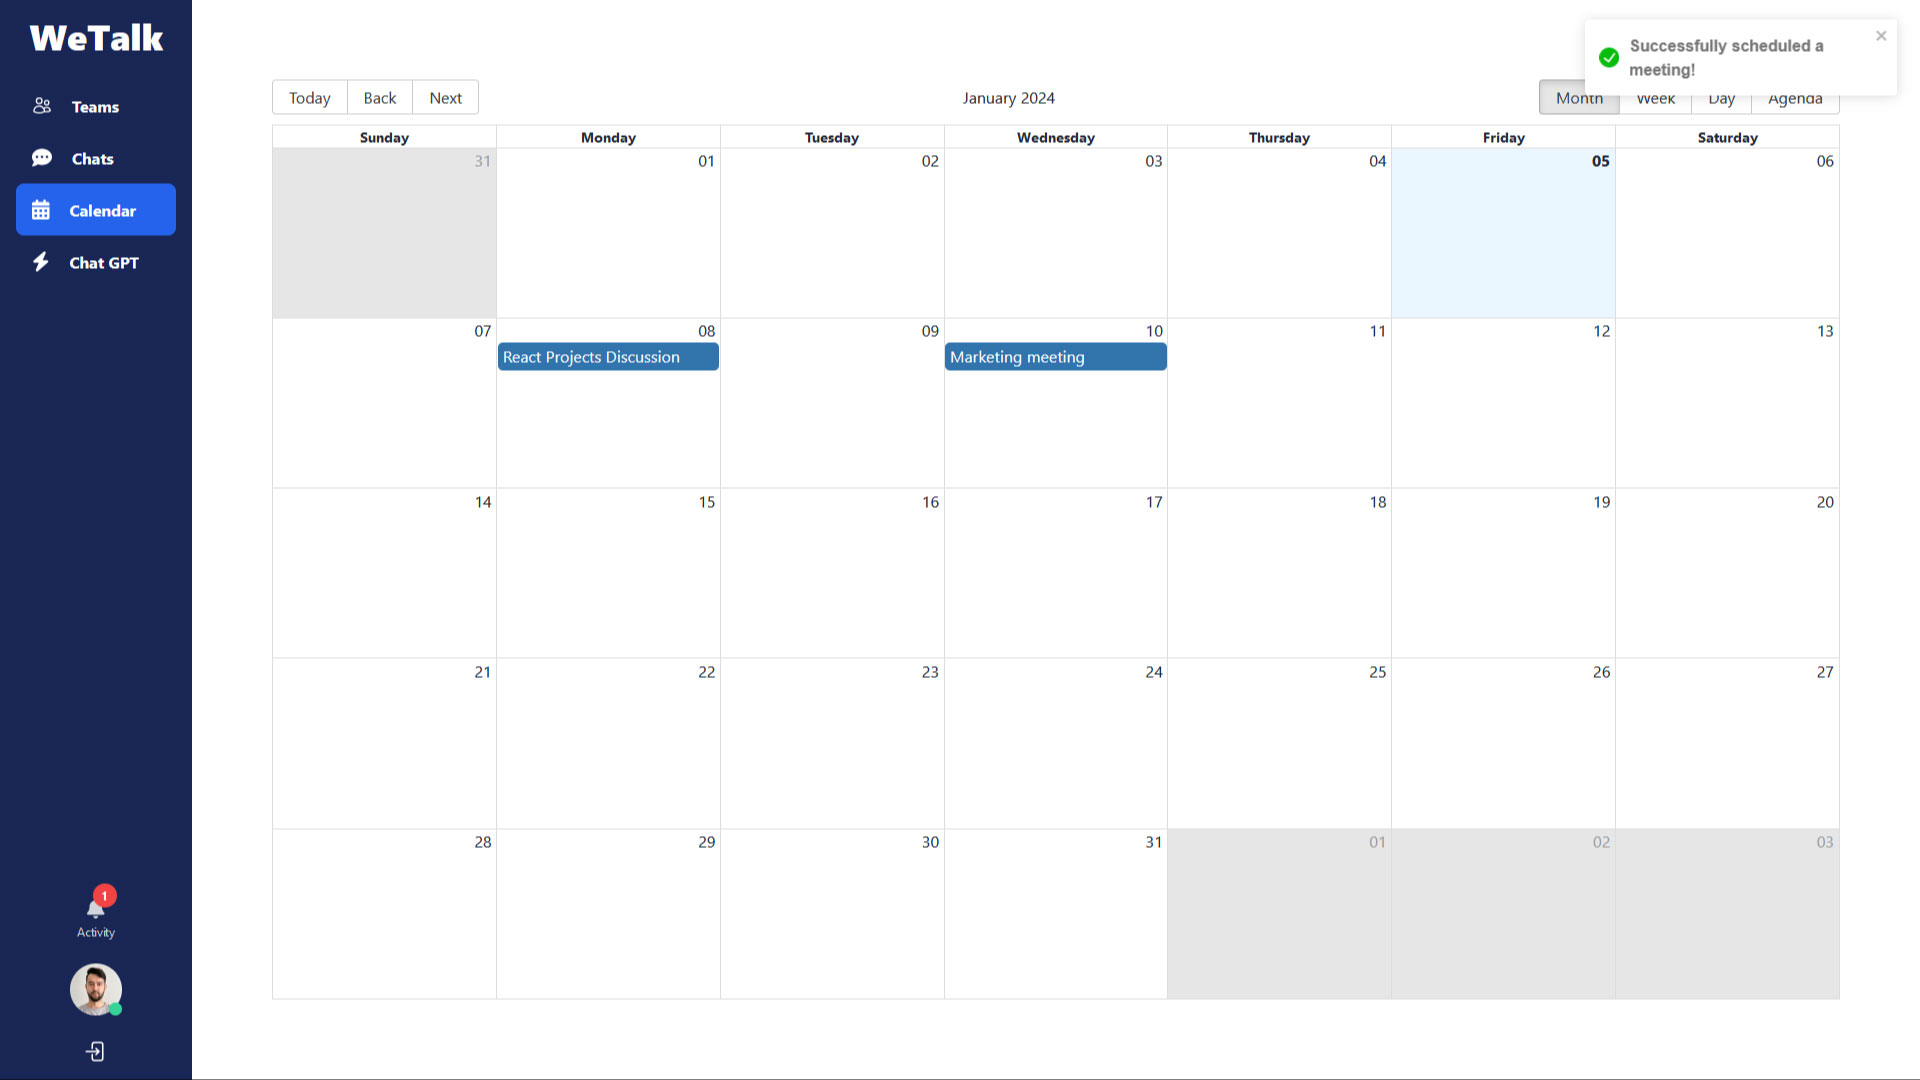 WeTalk
Teams
Chats
Calendar
Chat GPT
1
Activity
Successfully scheduled a
meeting!
Today Back Next
January 2024
Month Week Day Agenda
Sunday Monday Tuesday Wednesday Thursday Friday Saturday
31 01 02 03 04 05 06
07 08 09 10 11 12 13
React Projects Discussion Marketing meeting
14 15 16 17 18 19 20
21 22 23 24 25 26 27
28 29 30 31 01 02 03